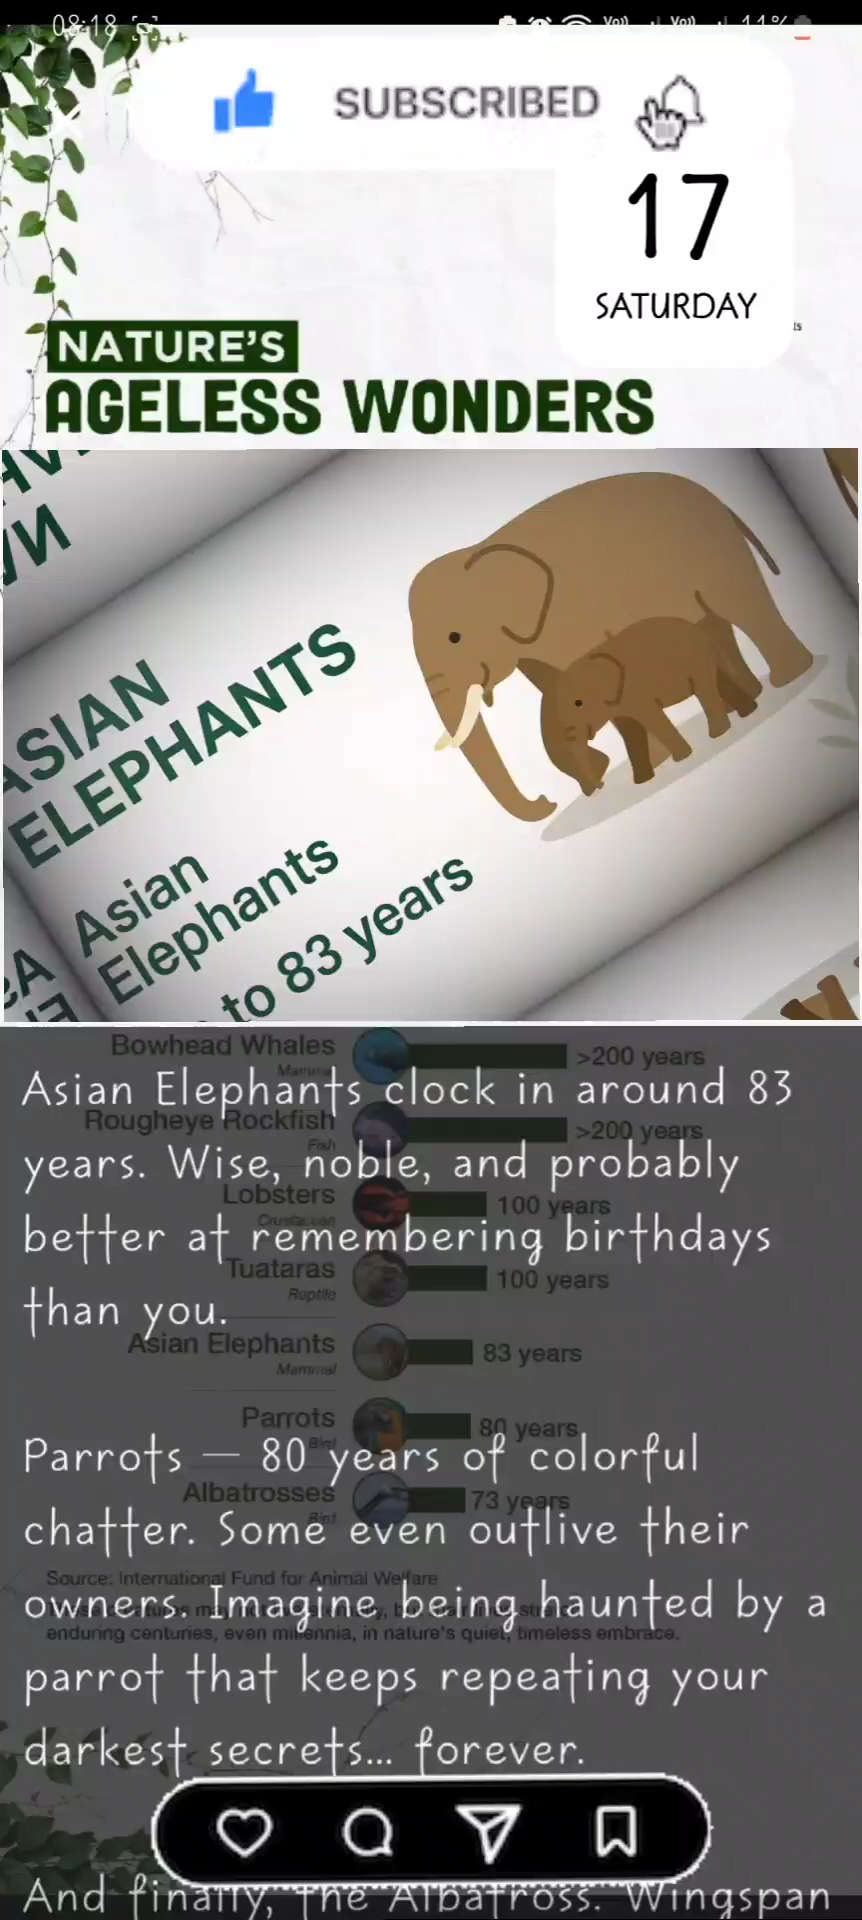 08:18
11%
SUBSCRIBED
17
SATURDAY
NATURE'S
AGELESS WONDERS
ASIAN
ELEPHANTS
Asian
Elephants
to 83 years
Bowhead Whales
>200 years
Asian Elephants clock in around 83
Rougheye Rockfish
Fish
>200 years
years. Wise, noble, and probably
Lobsters
Crustacean
100 years
better at remembering birthdays
Tuataras
Reptile
100 years
than you.
Asian Elephants
Mammal
83 years
Parrots
Bird
80 years
Parrots — 80 years of colorful
Albatrosses
Bird
73 years
chatter. Some even outlive their
Source: International Fund for Animal Welfare
owners. Imagine being haunted by a
enduring centuries, even millennia, in nature's quiet, timeless embrace.
parrot that keeps repeating your
darkest secrets... forever.
And finally, the Albatross. Wingspan